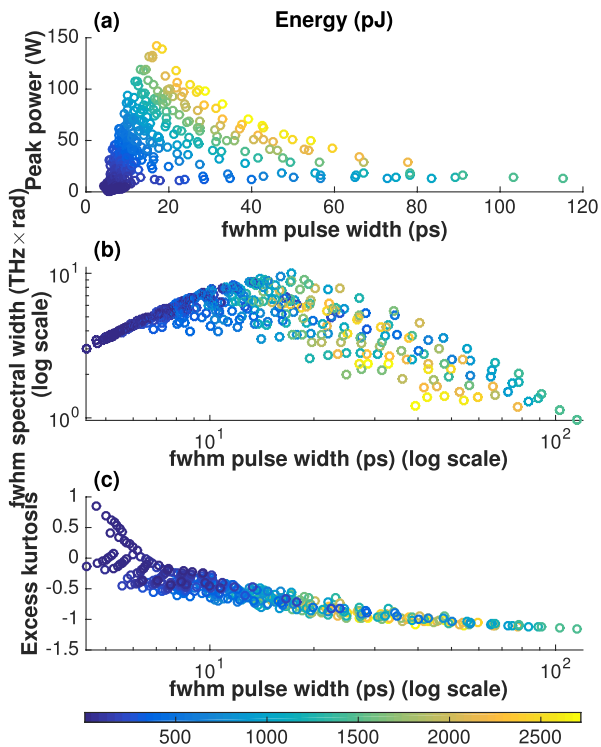 (a)
Energy (pJ)
Peak power (W)
150
100
50
0
0
20
40
60
80
100
120
fwhm pulse width (ps)
(b)
fwhm spectral width (THz×rad)
(log scale)
10¹
10⁰
10¹
10²
fwhm pulse width (ps) (log scale)
(c)
Excess kurtosis
1
0.5
0
-0.5
-1
-1.5
10¹
10²
fwhm pulse width (ps) (log scale)
500
1000
1500
2000
2500